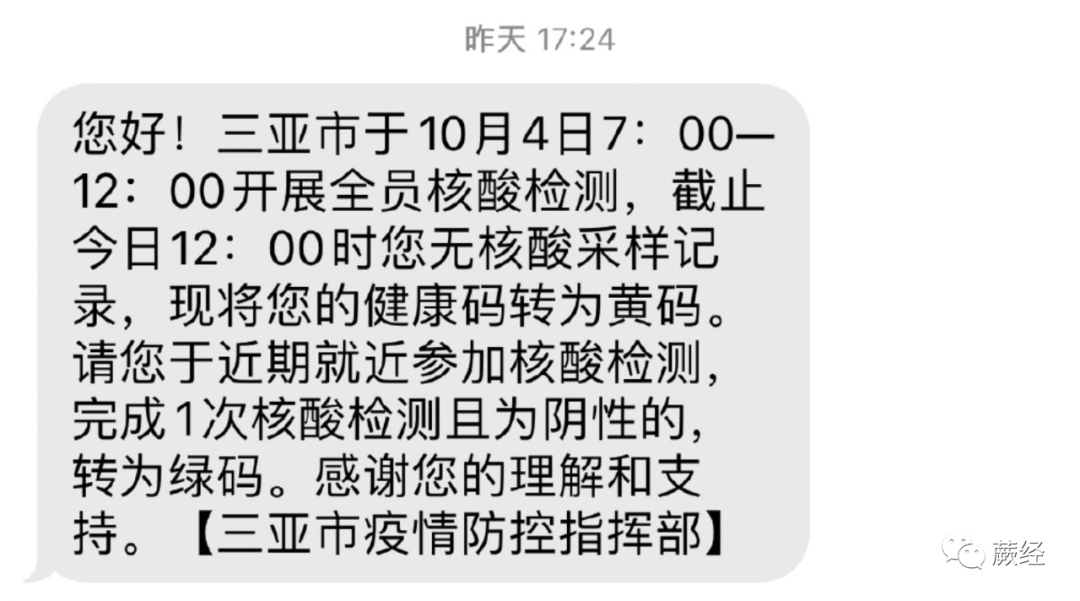 昨天 17:24
您好！三亚市于10月4日7：00—
12：00开展全员核酸检测，截止
今日12：00时您无核酸采样记
录，现将您的健康码转为黄码。
请您于近期就近参加核酸检测，
完成1次核酸检测且为阴性的，
转为绿码。感谢您的理解和支
持。【三亚市疫情防控指挥部】
蕨经